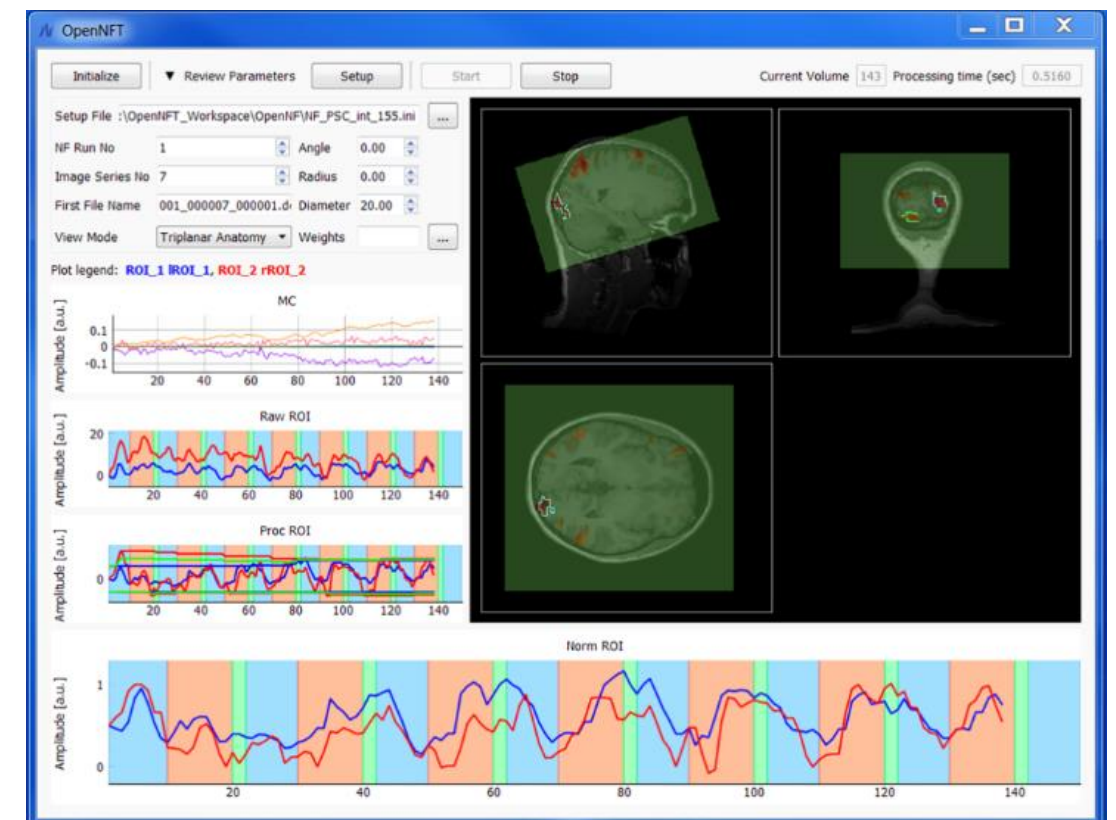 OpenNFT
Initialize ▼ Review Parameters Setup Start Stop Current Volume 143 Processing time (sec) 0.5160
Setup File :\OpenNFT_Workspace\OpenNF\NF_PSC_int_155.ini ...
NF Run No 1 Angle 0.00
Image Series No 7 Radius 0.00
First File Name 001_000007_000001.d Diameter 20.00
View Mode Triplanar Anatomy Weights ...
Plot legend: ROI_1 lROI_1, ROI_2 rROI_2
MC
Amplitude [a.u.]
0.1
0
-0.1
20 40 60 80 100 120 140
Raw ROI
Amplitude [a.u.]
20
0
20 40 60 80 100 120 140
Proc ROI
Amplitude [a.u.]
0
20 40 60 80 100 120 140
Norm ROI
Amplitude [a.u.]
1
0
20 40 60 80 100 120 140